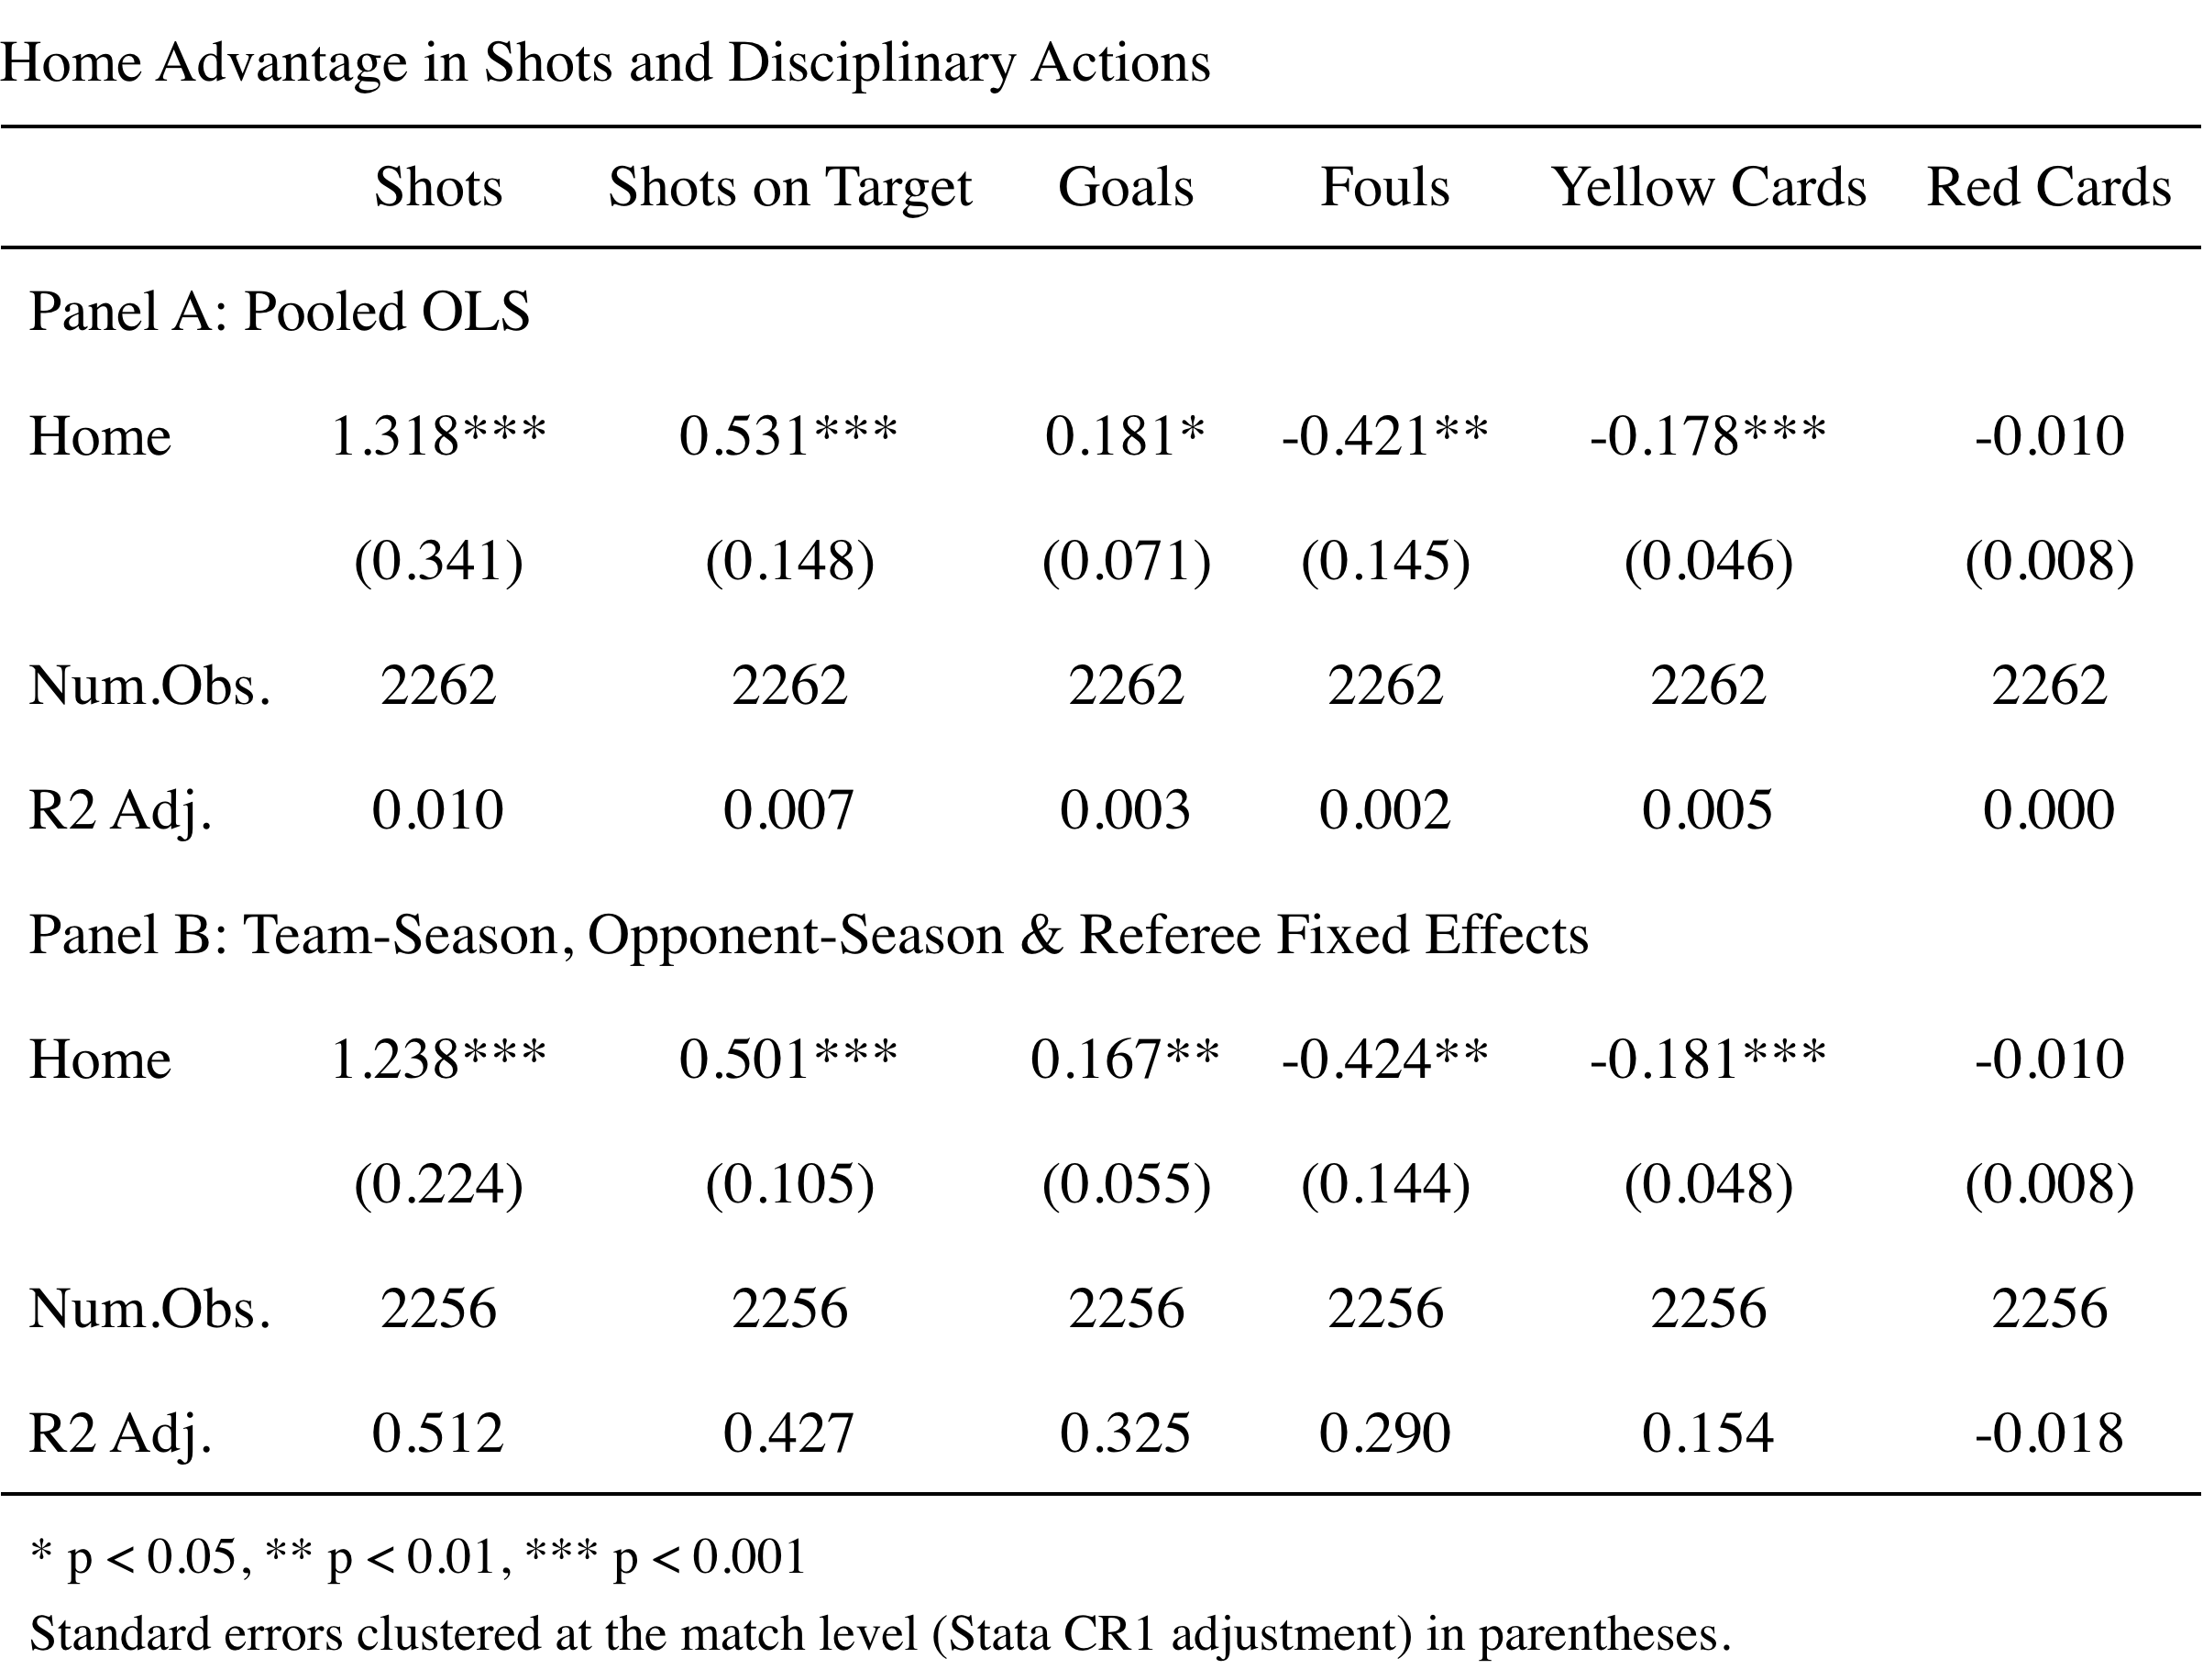 Home Advantage in Shots and Disciplinary Actions
Shots Shots on Target Goals Fouls Yellow Cards Red Cards
Panel A: Pooled OLS
Home 1.318*** 0.531*** 0.181* -0.421** -0.178*** -0.010
(0.341) (0.148) (0.071) (0.145) (0.046) (0.008)
Num.Obs. 2262 2262 2262 2262 2262 2262
R2 Adj. 0.010 0.007 0.003 0.002 0.005 0.000
Panel B: Team-Season, Opponent-Season & Referee Fixed Effects
Home 1.238*** 0.501*** 0.167** -0.424** -0.181*** -0.010
(0.224) (0.105) (0.055) (0.144) (0.048) (0.008)
Num.Obs. 2256 2256 2256 2256 2256 2256
R2 Adj. 0.512 0.427 0.325 0.290 0.154 -0.018
* p < 0.05, ** p < 0.01, *** p < 0.001
Standard errors clustered at the match level (Stata CR1 adjustment) in parentheses.